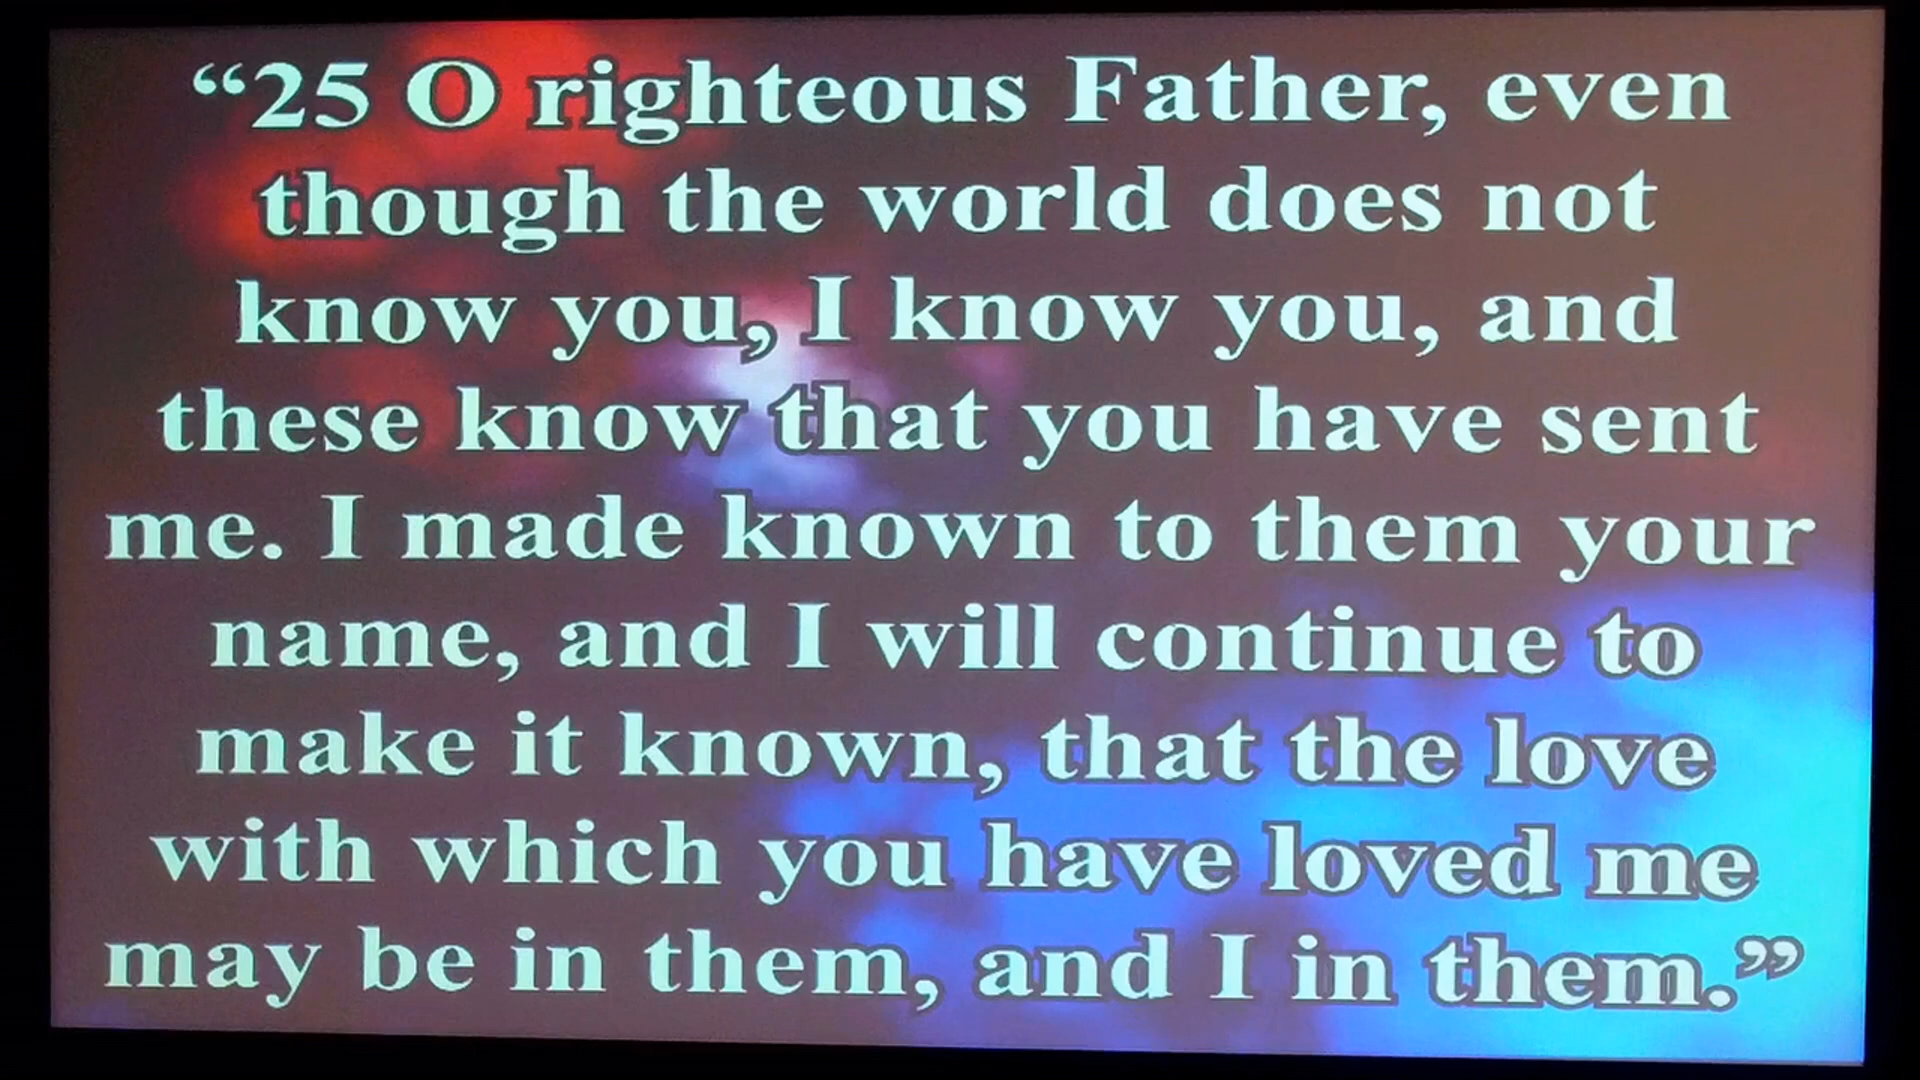 “25 O righteous Father, even
though the world does not
know you, I know you, and
these know that you have sent
me. I made known to them your
name, and I will continue to
make it known, that the love
with which you have loved me
may be in them, and I in them.”